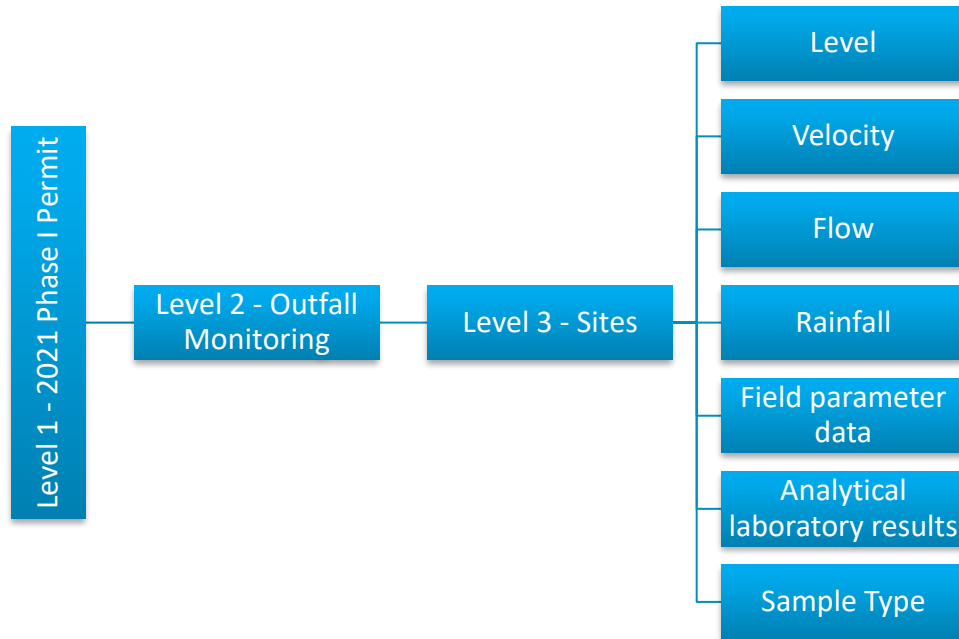 Level 1 - 2021 Phase I Permit
Level 2 - Outfall
Monitoring
Level 3 - Sites
Level
Velocity
Flow
Rainfall
Field parameter
data
Analytical
laboratory results
Sample Type